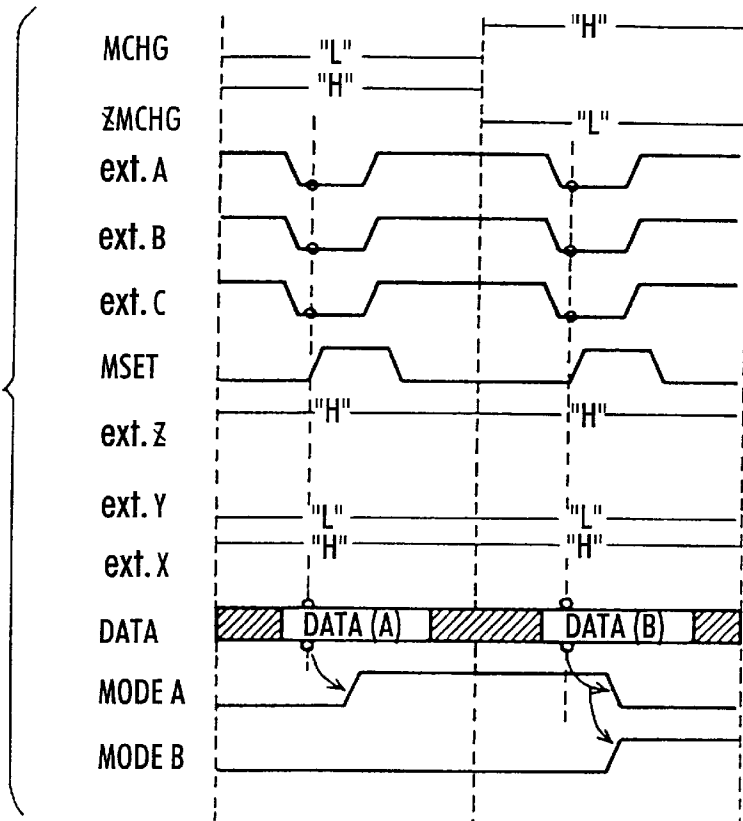 "H"
MCHG "L"
"H"
ZMCHG "L"
ext. A
ext. B
ext. C
MSET
"H" "H"
ext. Z
ext. Y "L" "L"
"H" "H"
ext. X
DATA DATA (A) DATA (B)
MODE A
MODE B